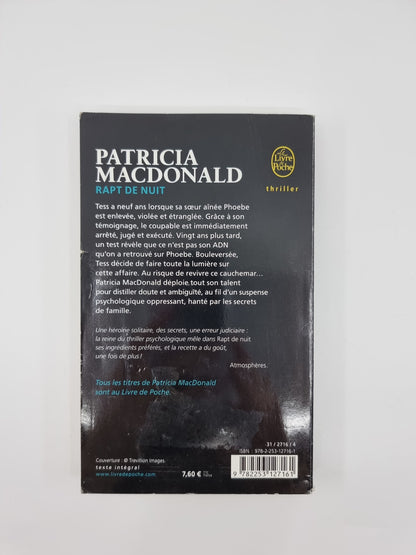 PATRICIA
MACDONALD
RAPT DE NUIT
Le
Livre
de
Poche
thriller
Tess a neuf ans lorsque sa sœur aînée Phoebe
est enlevée, violée et étranglée. Grâce à son
témoignage, le coupable est immédiatement
arrêté, jugé et exécuté. Vingt ans plus tard,
un test révèle que ce n'est pas son ADN
qu'on a retrouvé sur Phoebe. Bouleversée,
Tess décide de faire toute la lumière sur
cette affaire. Au risque de revivre ce cauchemar…
Patricia MacDonald déploie tout son talent
pour distiller doute et ambiguïté, au fil d'un suspense
psychologique oppressant, hanté par les secrets
de famille.
Une héroïne solitaire, des secrets, une erreur judiciaire :
la reine du thriller psychologique mêle dans Rapt de nuit
ses ingrédients préférés, et la recette a du goût,
une fois de plus !
Atmosphères.
Tous les titres de Patricia MacDonald
sont au Livre de Poche.
Couverture : © Trevillion Images.
texte intégral
www.livredepoche.com
7,60 €
31 / 2716 / 4
ISBN 978-2-253-12716-1
9 782253 127161